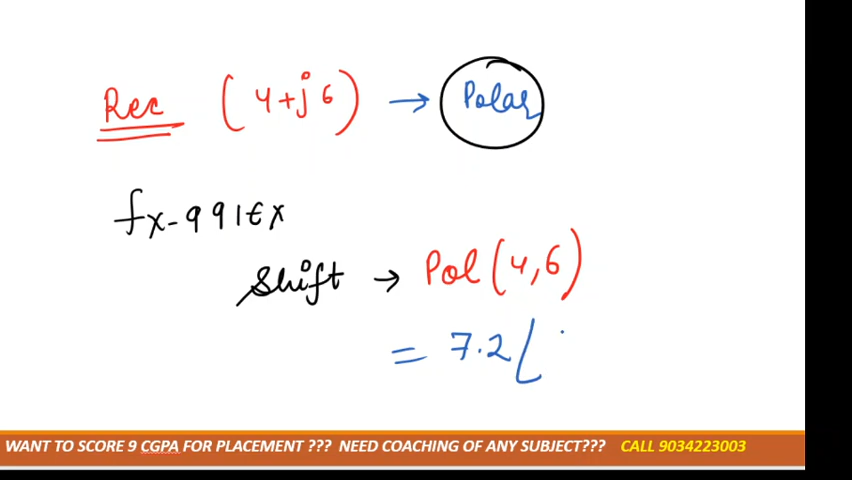 Rec (4+j6) → Polar
fx-991EX
Shift → Pol(4,6)
= 7.2∠
WANT TO SCORE 9 CGPA FOR PLACEMENT ??? NEED COACHING OF ANY SUBJECT??? CALL 9034223003